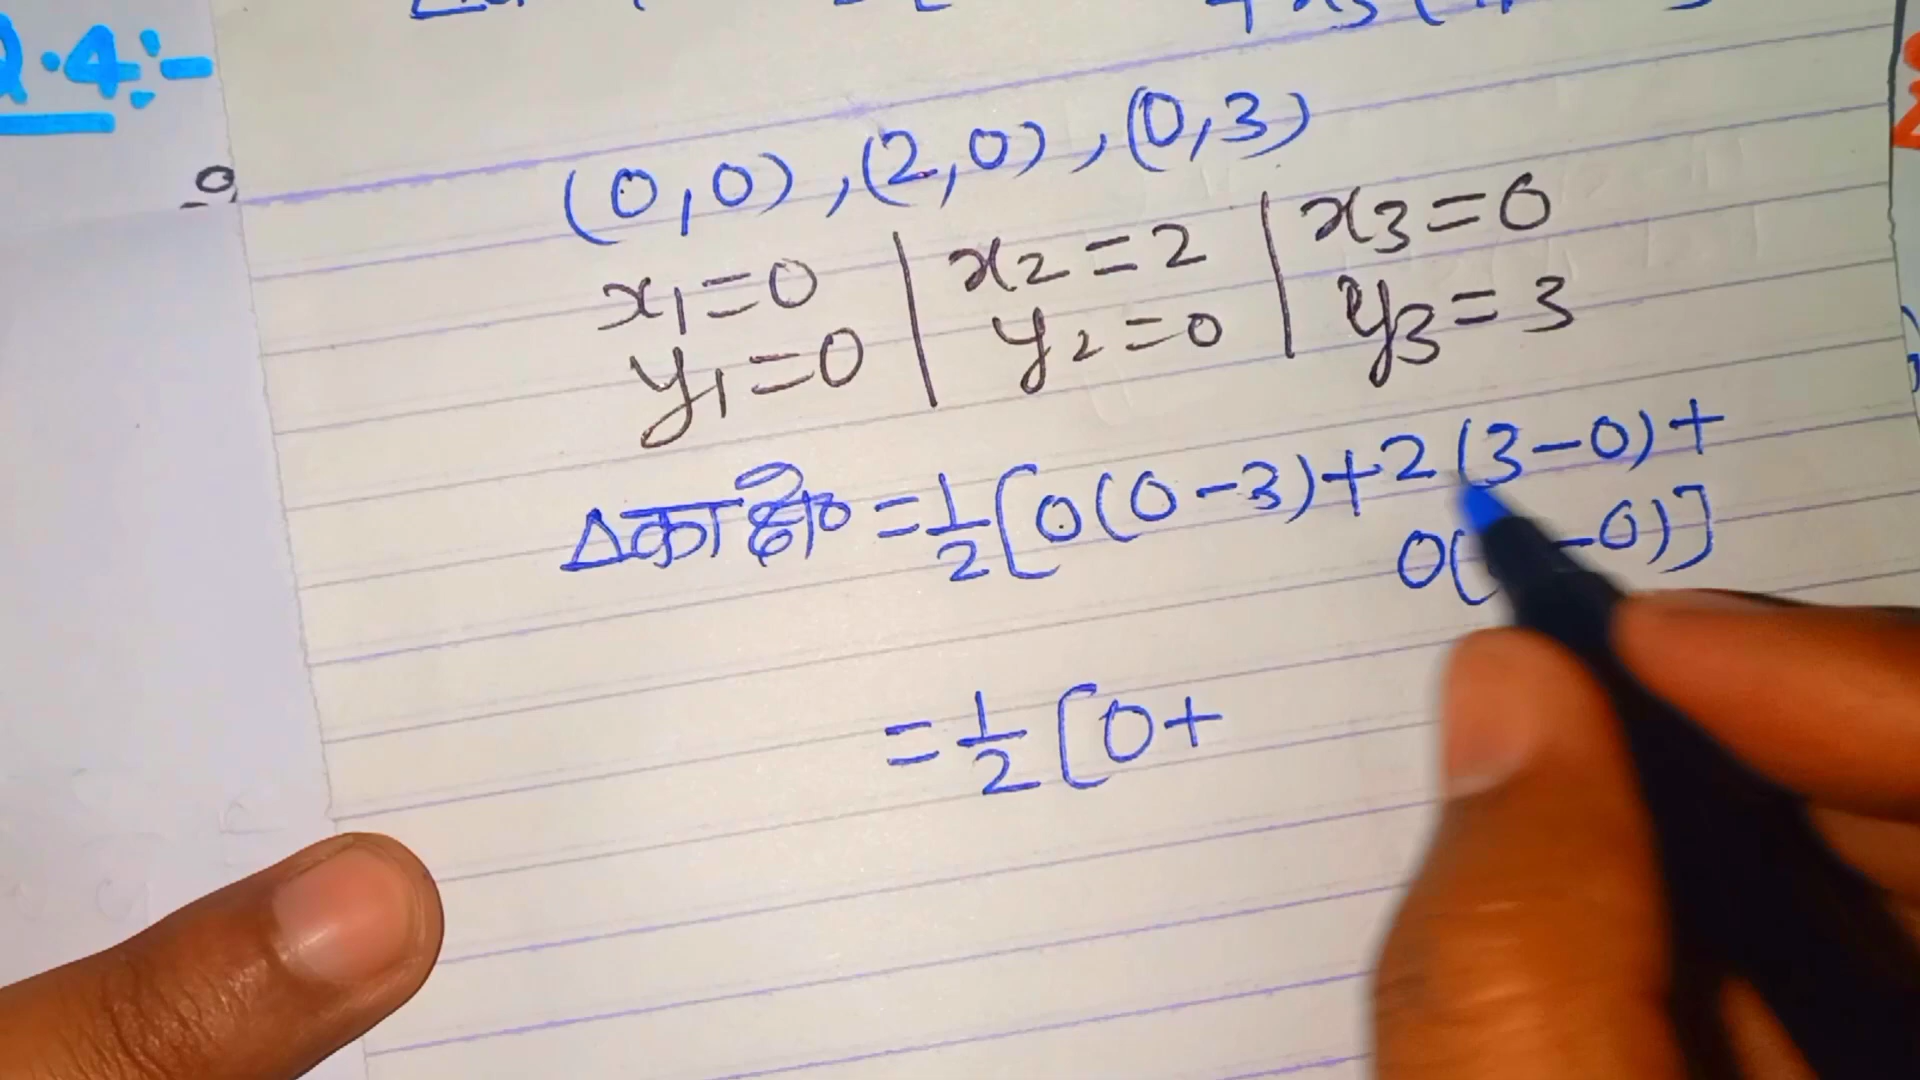 Q.4:-
(0,0), (2,0), (0,3)
x1=0 | x2=2 | x3=0
y1=0 | y2=0 | y3=3
Δका क्षे० = 1/2 [0(0-3)+2(3-0)+
0( -0)]
= 1/2 [0+